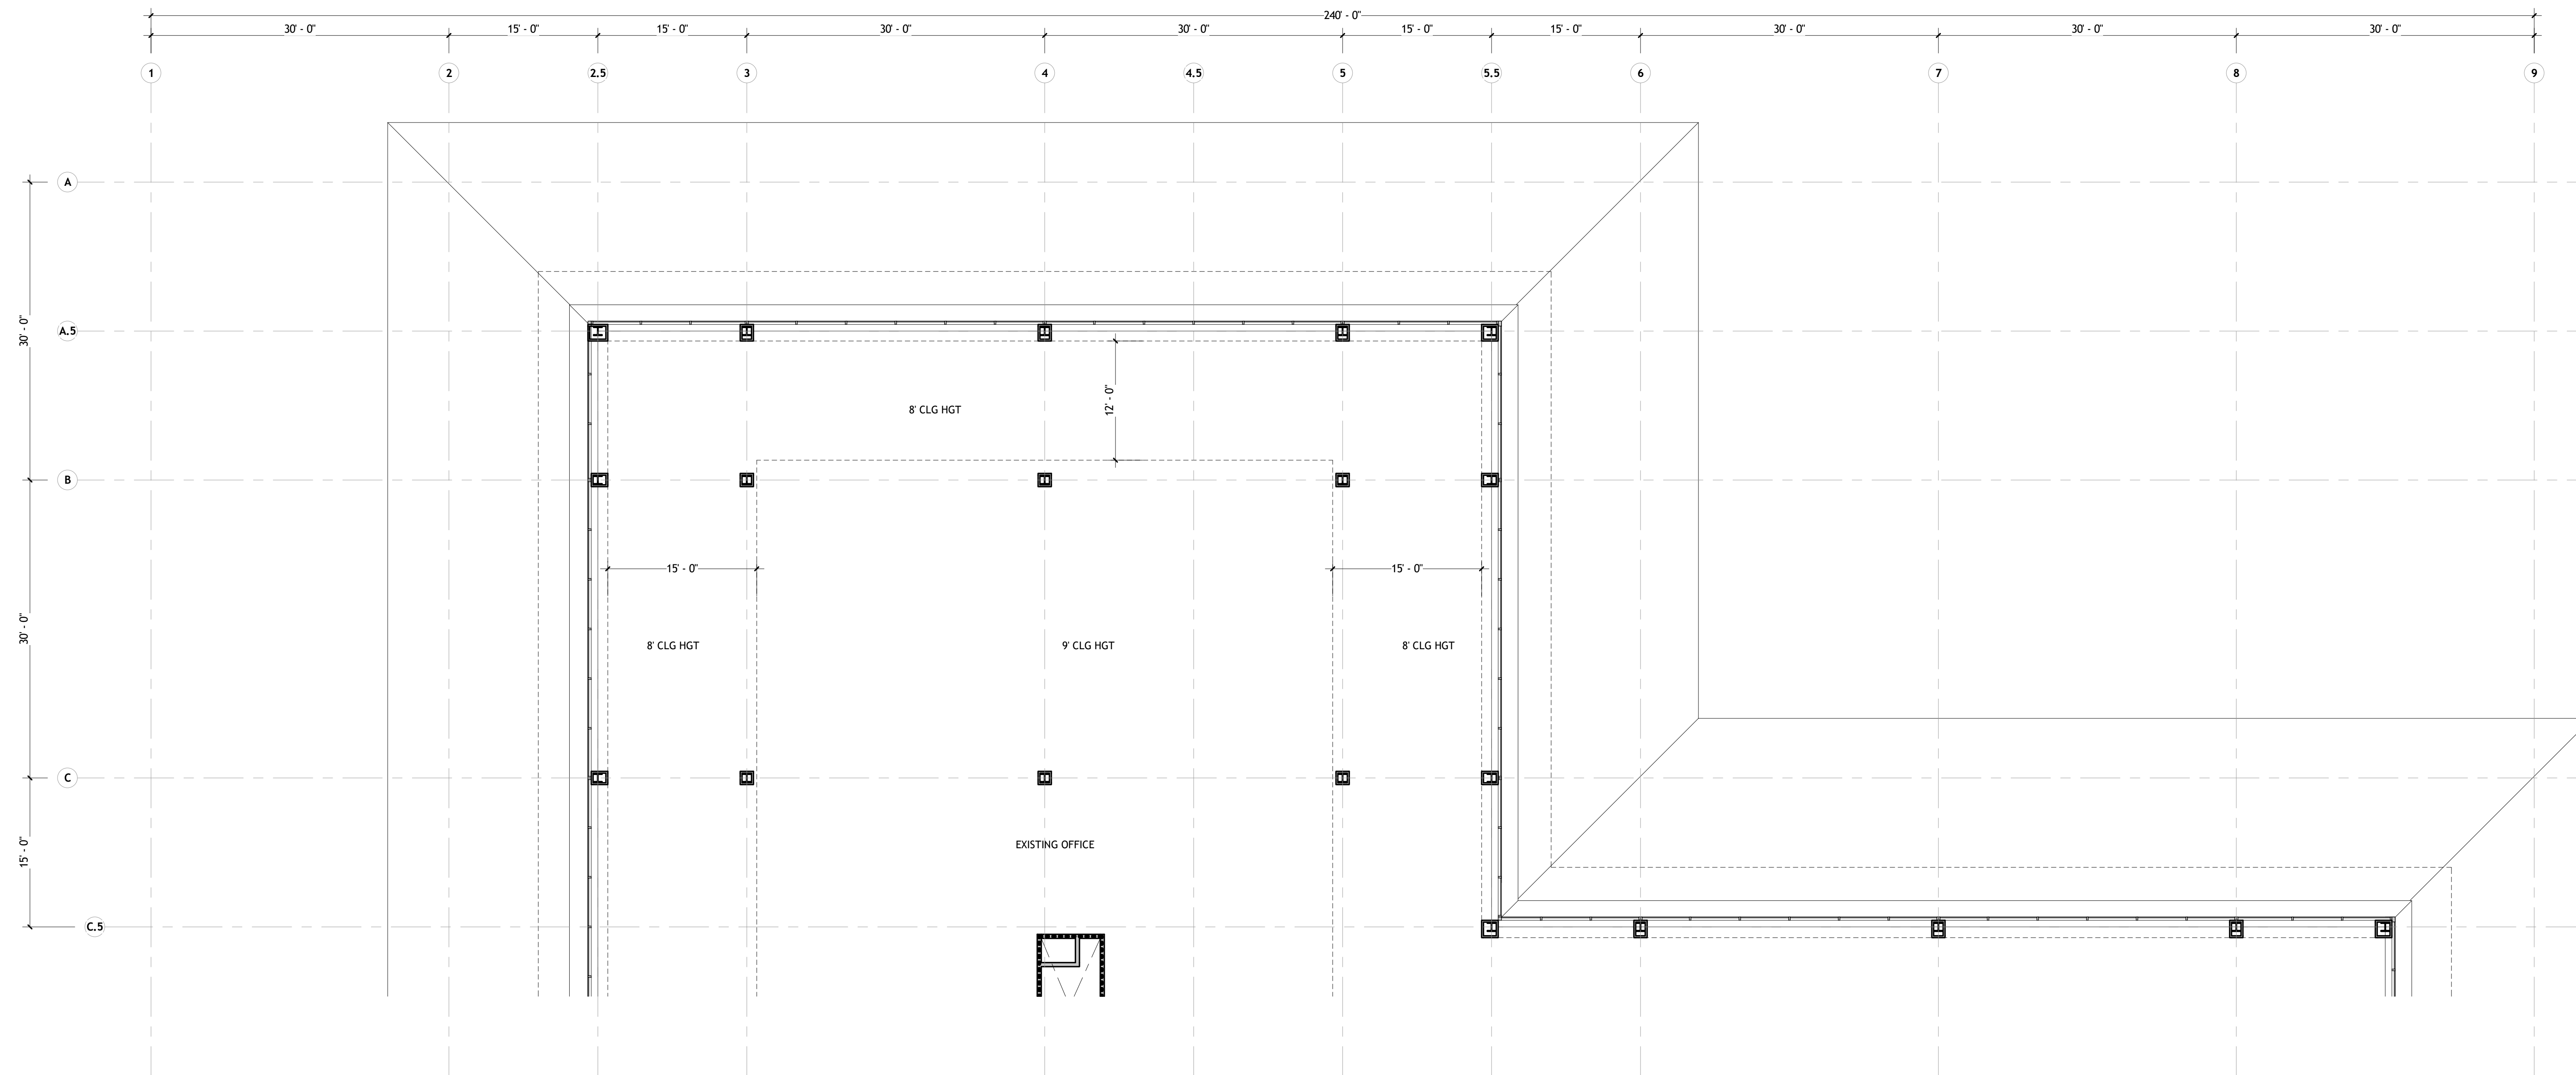 240' - 0"
30' - 0" 15' - 0" 15' - 0" 30' - 0" 30' - 0" 15' - 0" 15' - 0" 30' - 0" 30' - 0" 30' - 0"
1 2 2.5 3 4 4.5 5 5.5 6 7 8 9
A
30' - 0"
A.5
12' - 0"
8' CLG HGT
B
15' - 0" 15' - 0"
30' - 0"
8' CLG HGT 9' CLG HGT 8' CLG HGT
C
15' - 0"
EXISTING OFFICE
C.5